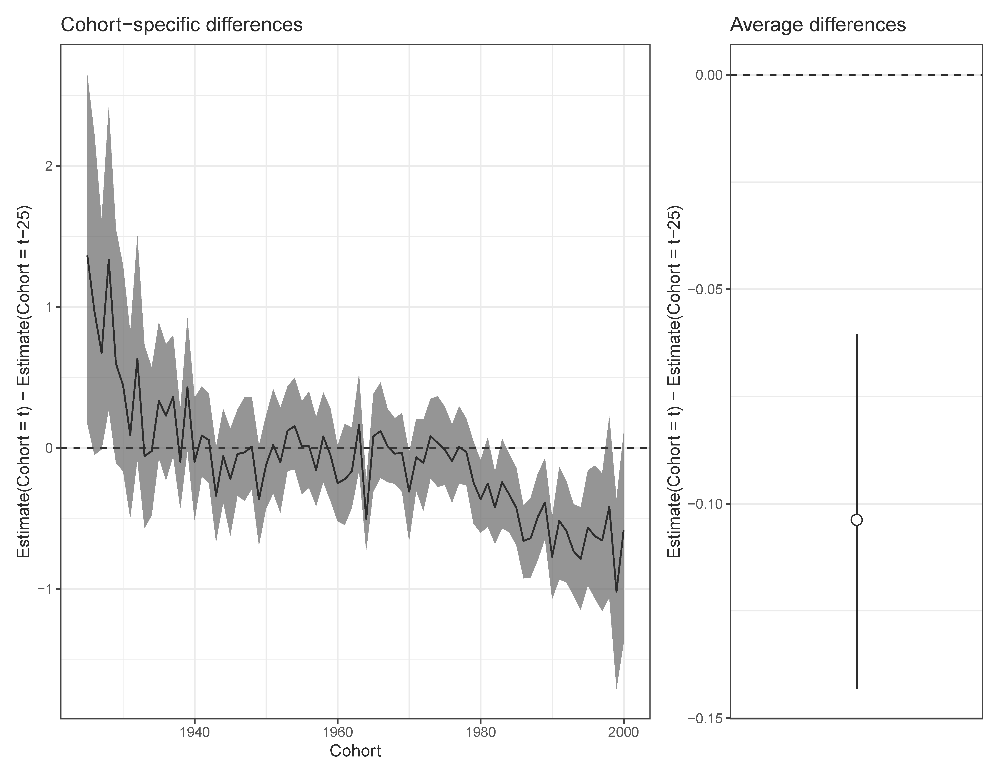 Cohort−specific differences
Estimate(Cohort = t) − Estimate(Cohort = t−25)
2
1
0
−1
1940
1960
1980
2000
Cohort
Average differences
Estimate(Cohort = t) − Estimate(Cohort = t−25)
0.00
−0.05
−0.10
−0.15